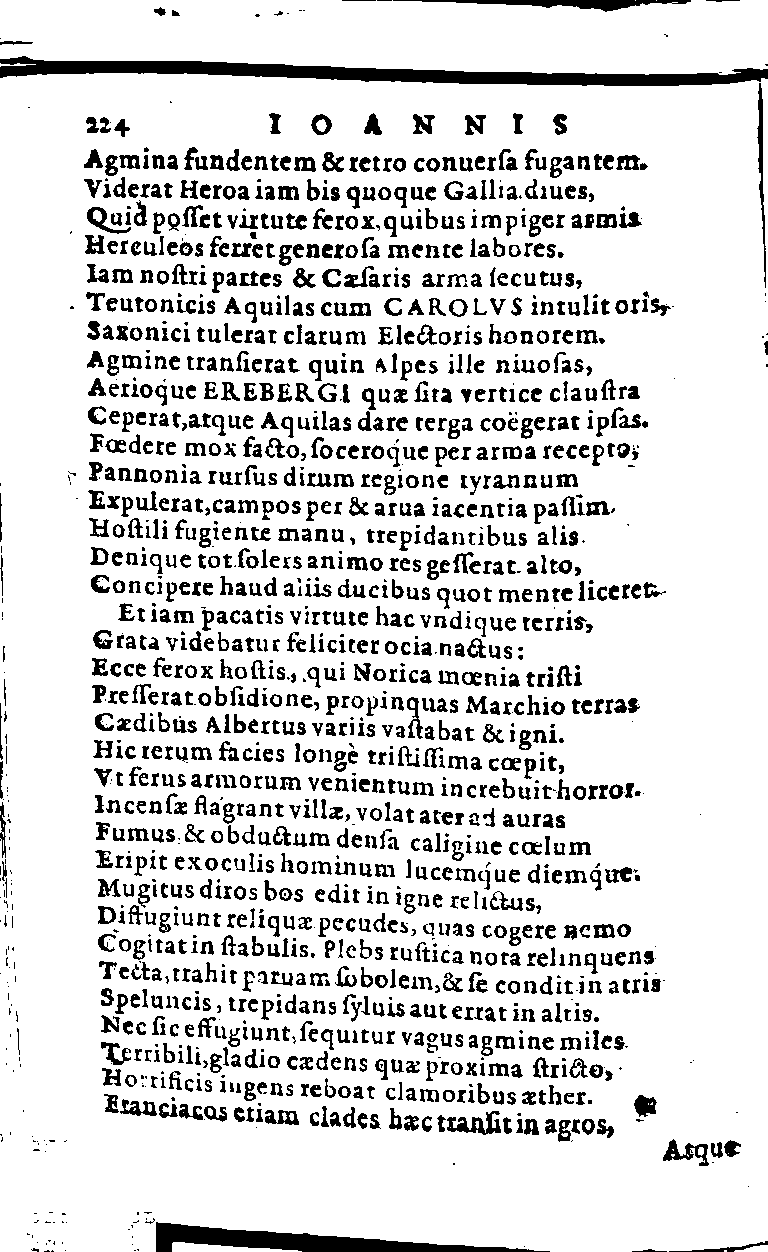 224 I O A N N I S
Agmina fundentem & retro conuerſa fugantem.
Viderat Heroa iam bis quoque Gallia diues,
Quid poſſet virtute ferox, quibus impiger armis
Herculeos ferret generoſa mente labores.
Iam noſtri partes & Cæſaris arma ſecutus,
Teutonicis Aquilas cum CAROLVS intulit oris,
Saxonici tulerat clarum Electoris honorem.
Agmine tranſierat quin Alpes ille niuoſas,
Aerioque EREBERGI quæ ſita vertice clauſtra
Ceperat, atque Aquilas dare terga coëgerat ipſas.
Fœdere mox facto, ſoceroq́ue per arma recepto,
Pannonia rurſus dirum regione tyrannum
Expulerat, campos per & arua iacentia paſſim.
Hoſtili fugiente manu, trepidantibus alis.
Denique tot ſolers animo res geſſerat alto,
Concipere haud aliis ducibus quot mente liceret.
Et iam pacatis virtute hac vndique terris,
Grata videbatur feliciter ocia nactus:
Ecce ferox hoſtis, qui Norica mœnia triſti
Preſſerat obſidione, propinquas Marchio terras
Cædibus Albertus variis vaſtabat & igni.
Hic rerum facies longè triſtiſſima cœpit,
Vt ferus armorum venientum increbuit horror.
Incenſæ flagrant villæ, volat ater ad auras
Fumus & obductum denſa caligine cœlum
Eripit ex oculis hominum lucemq́ue diemq́ue.
Mugitus diros bos edit in igne relictus,
Diffugiunt reliquæ pecudes, quas cogere nemo
Cogitat in ſtabulis. Plebs ruſtica nota relinquens
Tecta, trahit paruam ſobolem, & ſe condit in atris
Speluncis, trepidans ſyluis aut errat in altis.
Nec ſic effugiunt, ſequitur vagus agmine miles
Terribili, gladio cædens quæ proxima ſtricto,
Horrificis ingens reboat clamoribus æther.
Franciacos etiam clades hæc tranſit in agros,
Atque